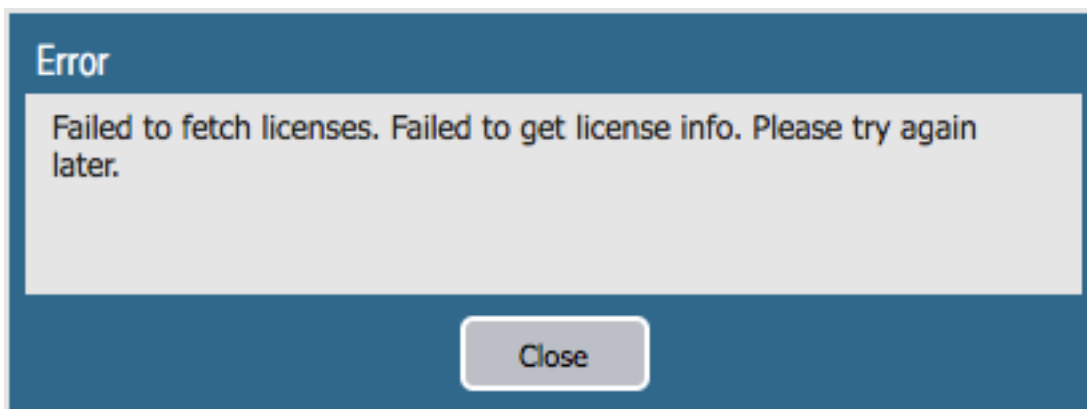 Error
Failed to fetch licenses. Failed to get license info. Please try again
later.
Close